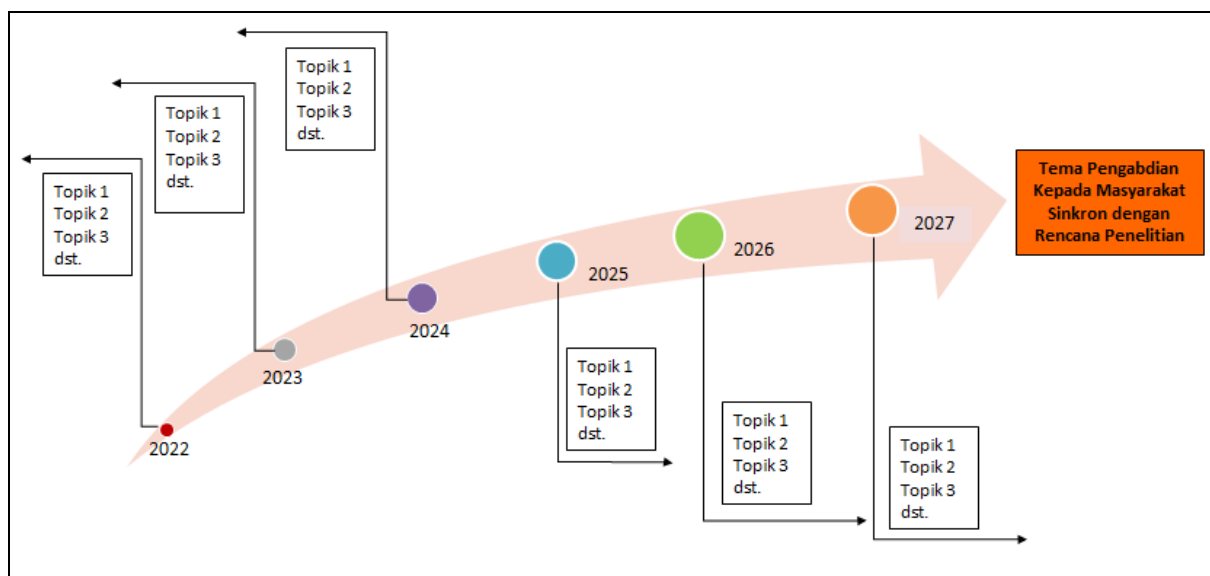 Topik 1
Topik 2
Topik 3
dst.
2022
Topik 1
Topik 2
Topik 3
dst.
2023
Topik 1
Topik 2
Topik 3
dst.
2024
2025
Topik 1
Topik 2
Topik 3
dst.
2026
Topik 1
Topik 2
Topik 3
dst.
2027
Topik 1
Topik 2
Topik 3
dst.
Tema Pengabdian
Kepada Masyarakat
Sinkron dengan
Rencana Penelitian